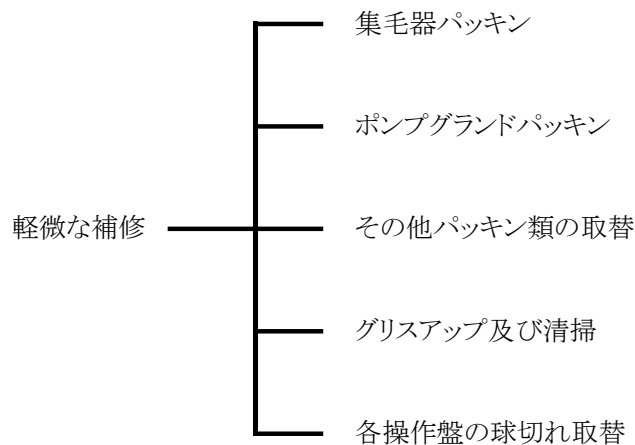 集毛器パッキン
ポンプグランドパッキン
軽微な補修
その他パッキン類の取替
グリスアップ及び清掃
各操作盤の球切れ取替